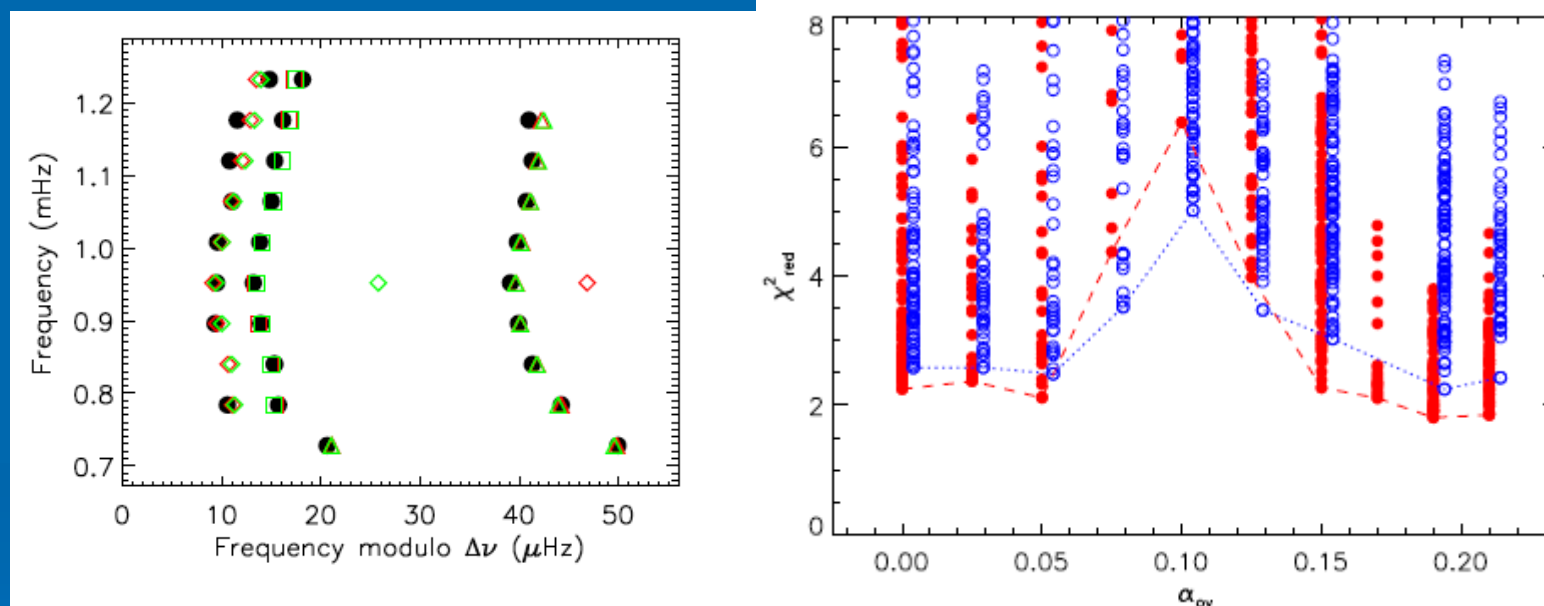 1.2
1.1
1.0
0.9
0.8
0.7
Frequency (mHz)
0 10 20 30 40 50
Frequency modulo Δν (μHz)
8
6
4
2
0
χ²red
0.00 0.05 0.10 0.15 0.20
αov